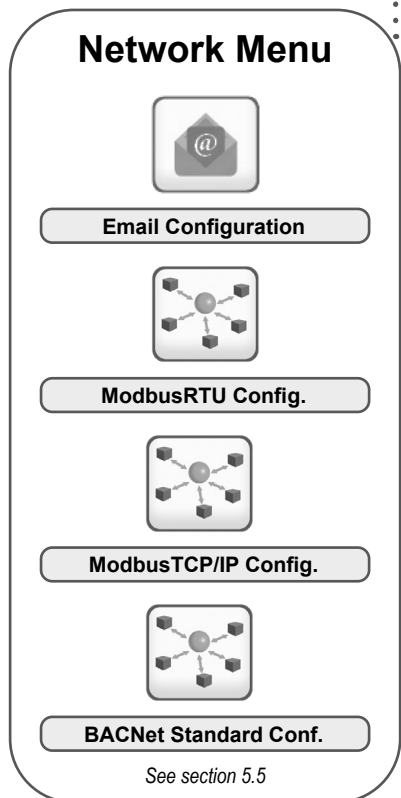 Network Menu
@
Email Configuration
ModbusRTU Config.
ModbusTCP/IP Config.
BACNet Standard Conf.
See section 5.5